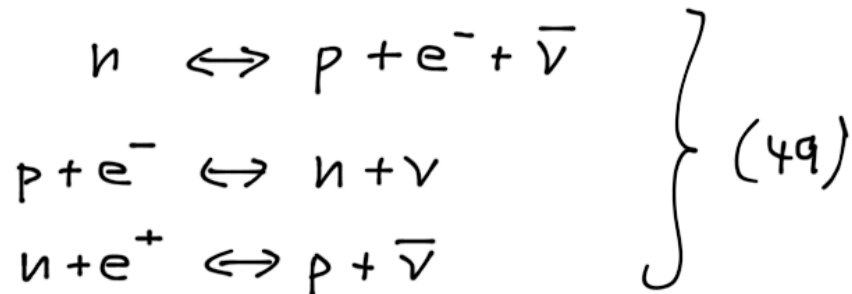 n ⟺ p + e⁻ + ν̅
p + e⁻ ⟺ n + ν
n + e⁺ ⟺ p + ν̅
(49)